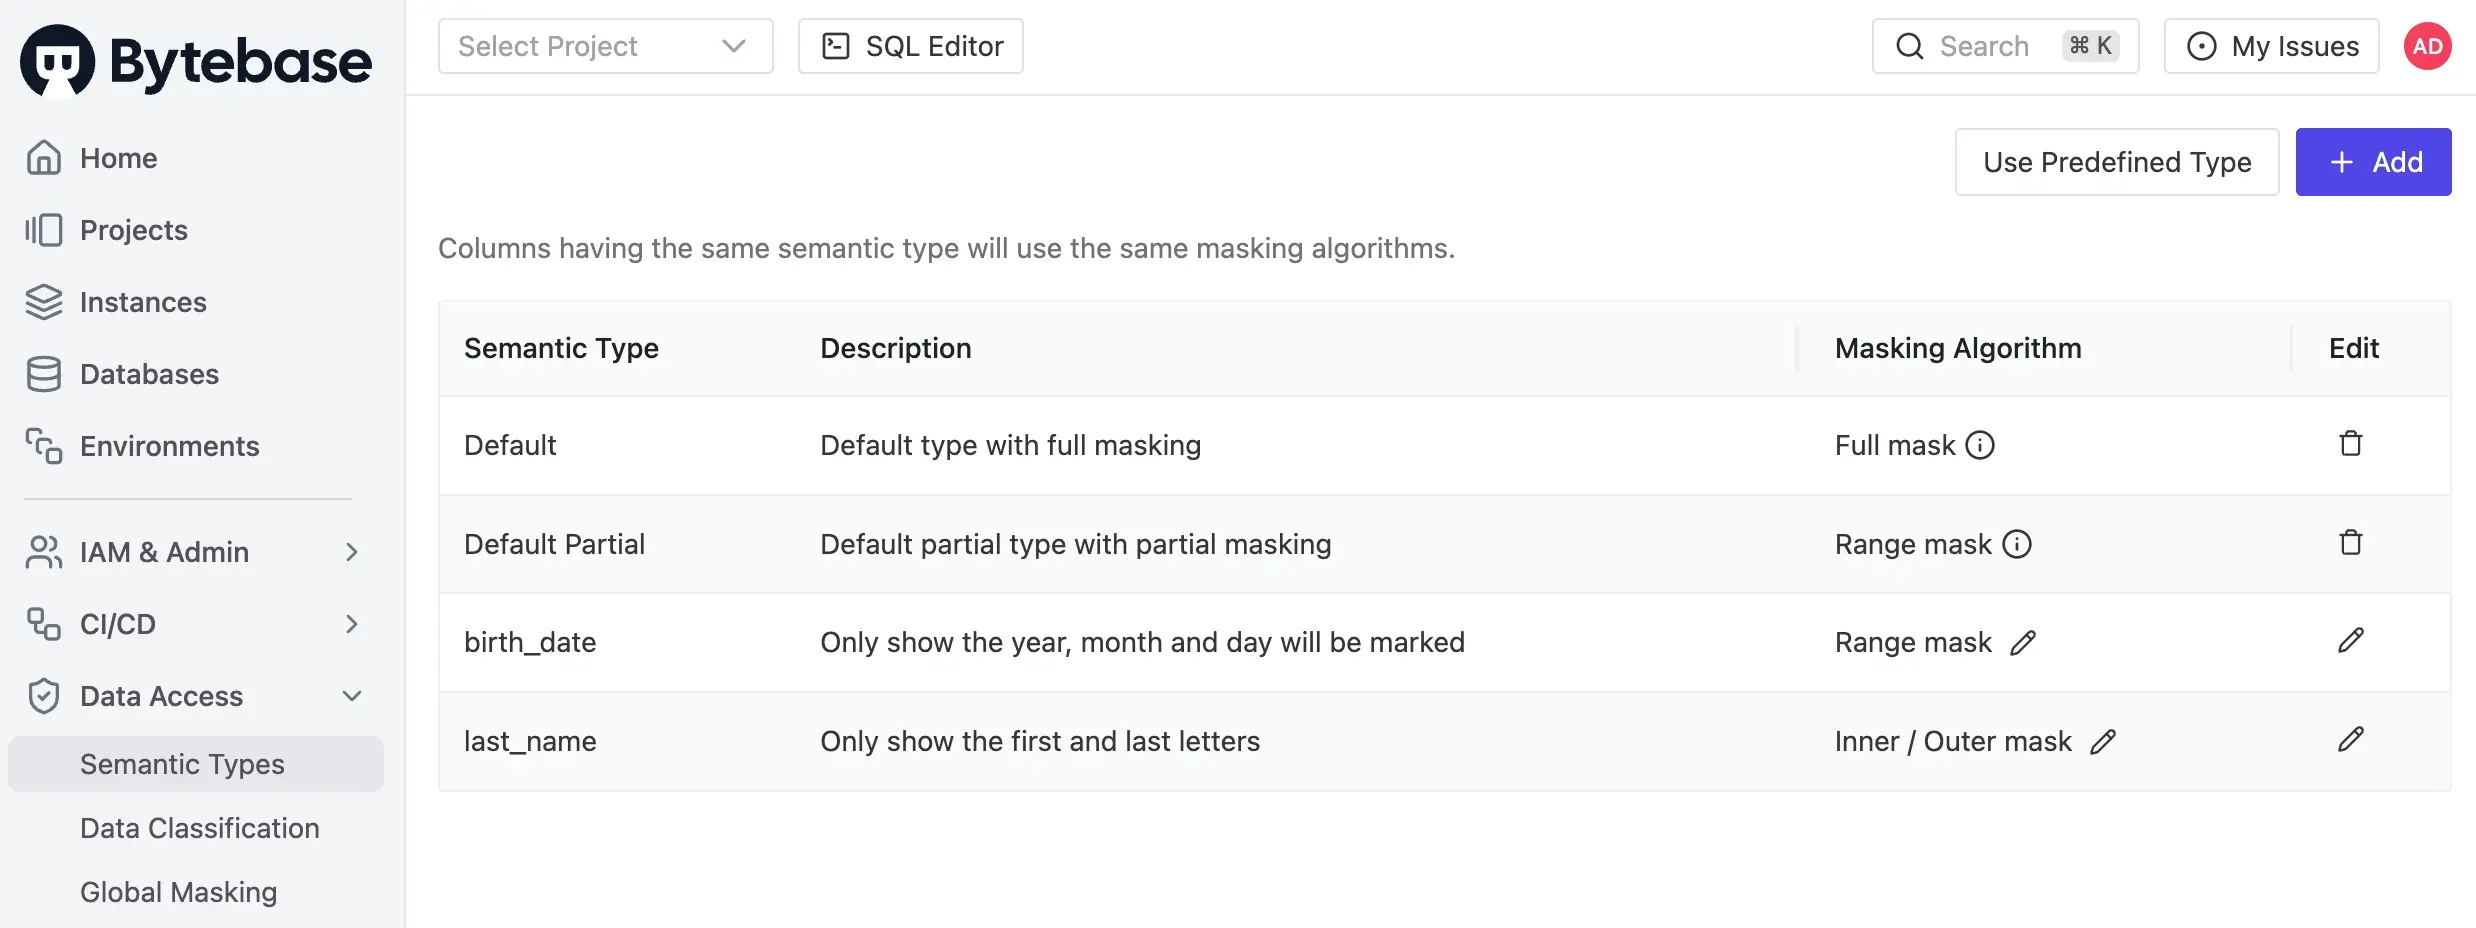 Bytebase
Select Project
SQL Editor
Search
⌘ K
My Issues
AD
Home
Projects
Instances
Databases
Environments
IAM & Admin
CI/CD
Data Access
Semantic Types
Data Classification
Global Masking
Use Predefined Type
+ Add
Columns having the same semantic type will use the same masking algorithms.
Semantic Type Description Masking Algorithm Edit
Default Default type with full masking Full mask
Default Partial Default partial type with partial masking Range mask
birth_date Only show the year, month and day will be marked Range mask
last_name Only show the first and last letters Inner / Outer mask